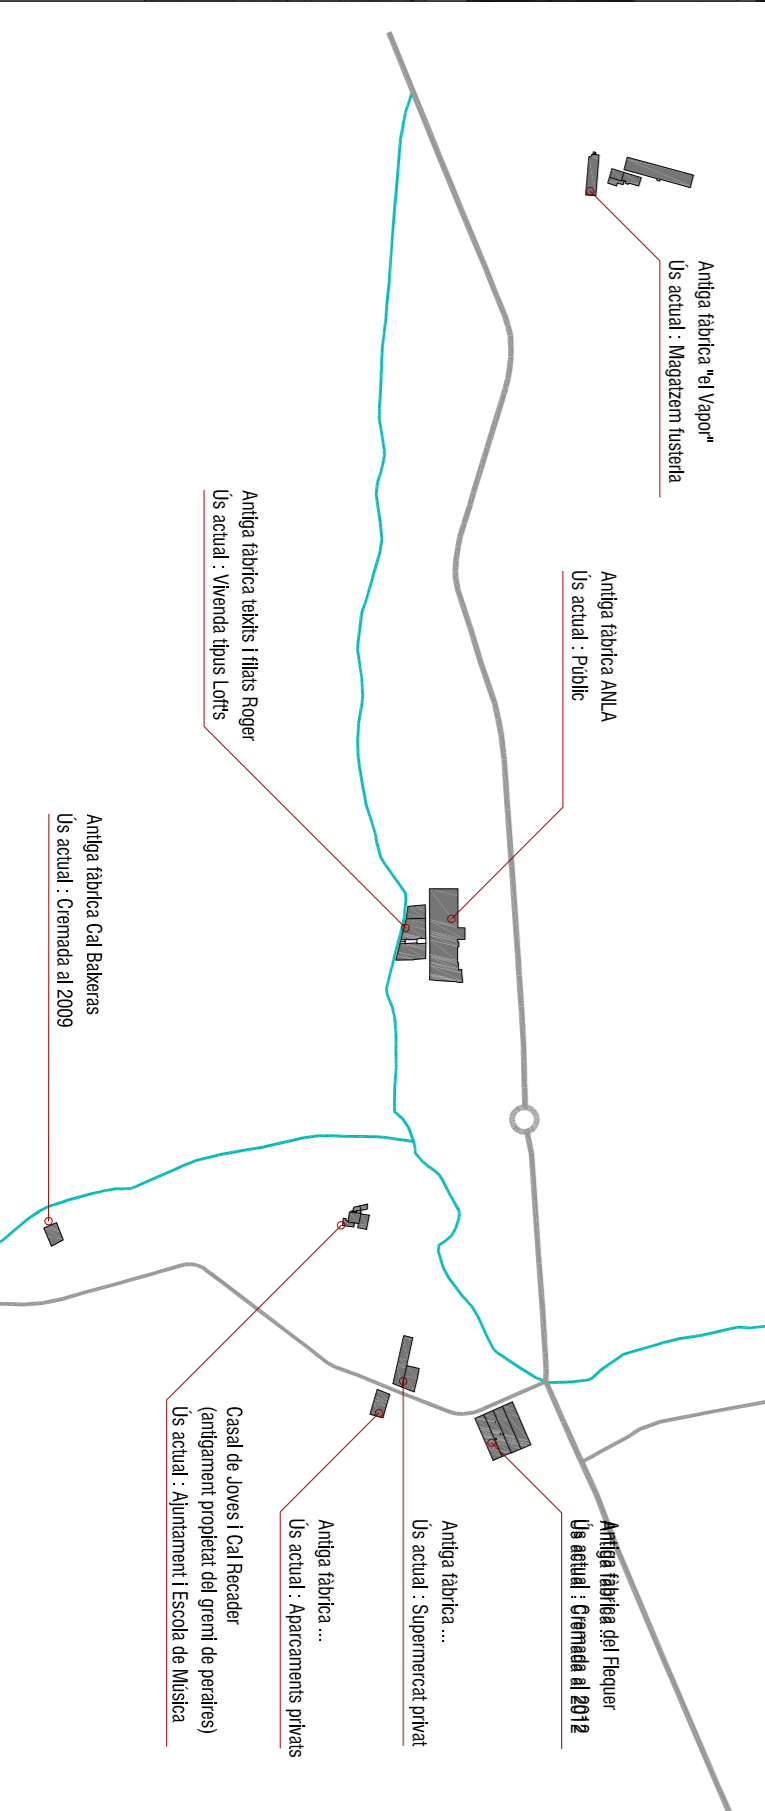 Antiga fàbrica "el Vapor"
Ús actual : Magatzem fusteria
Antiga fàbrica ANLA
Ús actual : Públic
Antiga fàbrica teixits i filats Roger
Ús actual : Vivenda tipus Loft's
Antiga fàbrica Cal Baixeras
Ús actual : Cremada al 2009
Antiga fàbrica del Flequer
Ús actual : Cremada al 2012
Antiga fàbrica ...
Ús actual : Supermercat privat
Antiga fàbrica ...
Ús actual : Aparcaments privats
Casal de Joves i Cal Recader
(antigament propietat del gremi de peraires)
Ús actual : Ajuntament i Escola de Música